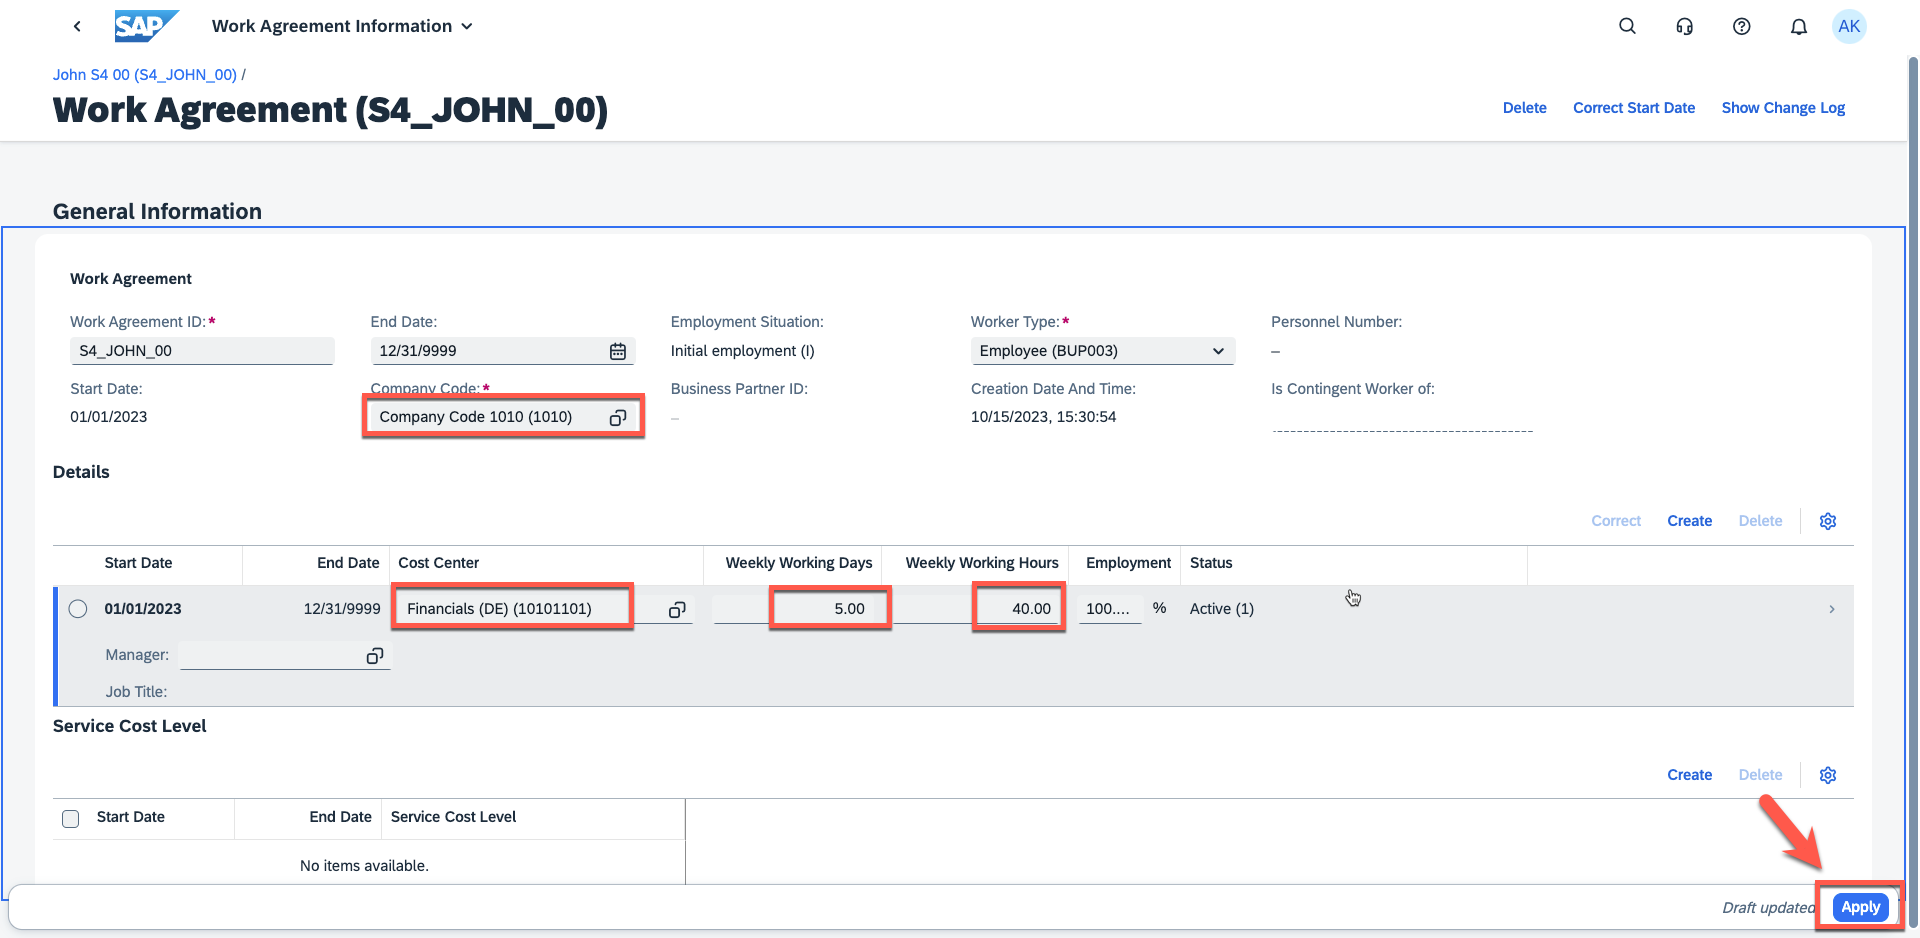 SAP Work Agreement Information AK
John S4 00 (S4_JOHN_00) /
Work Agreement (S4_JOHN_00)
Delete Correct Start Date Show Change Log
General Information
Work Agreement
Work Agreement ID:* End Date: Employment Situation: Worker Type:* Personnel Number:
S4_JOHN_00 12/31/9999 Initial employment (I) Employee (BUP003) –
Start Date: Company Code:* Business Partner ID: Creation Date And Time: Is Contingent Worker of:
01/01/2023 Company Code 1010 (1010) – 10/15/2023, 15:30:54
Details
Correct Create Delete
Start Date End Date Cost Center Weekly Working Days Weekly Working Hours Employment Status
01/01/2023 12/31/9999 Financials (DE) (10101101) 5.00 40.00 100.... % Active (1)
Manager:
Job Title:
Service Cost Level
Create Delete
Start Date End Date Service Cost Level
No items available.
Draft updated Apply